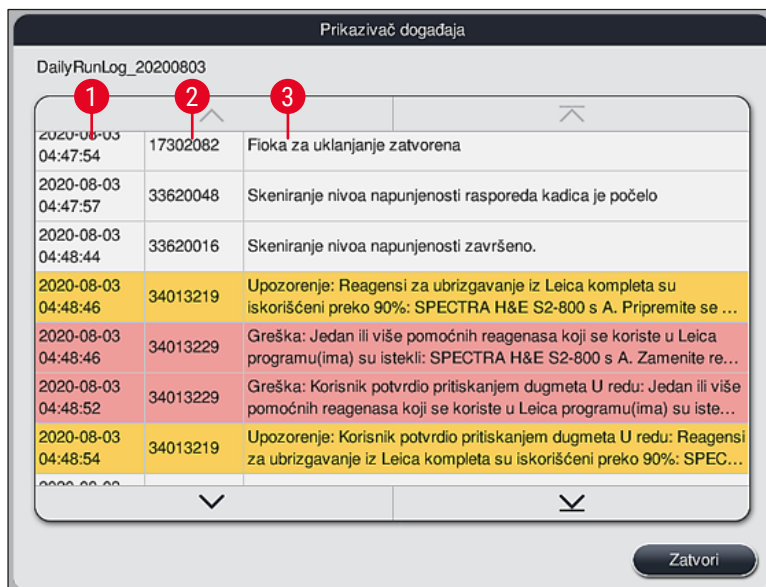 Prikazivač događaja
DailyRunLog_20200803
1 2 3
2020-08-03
04:47:54
17302082
Fioka za uklanjanje zatvorena
2020-08-03
04:47:57
33620048
Skeniranje nivoa napunjenosti rasporeda kadica je počelo
2020-08-03
04:48:44
33620016
Skeniranje nivoa napunjenosti završeno.
2020-08-03
04:48:46
34013219
Upozorenje: Reagensi za ubrizgavanje iz Leica kompleta su
iskorišćeni preko 90%: SPECTRA H&E S2-800 s A. Pripremite se ...
2020-08-03
04:48:46
34013229
Greška: Jedan ili više pomoćnih reagenasa koji se koriste u Leica
programu(ima) su istekli: SPECTRA H&E S2-800 s A. Zamenite re...
2020-08-03
04:48:52
34013229
Greška: Korisnik potvrdio pritiskanjem dugmeta U redu: Jedan ili više
pomoćnih reagenasa koji se koriste u Leica programu(ima) su iste...
2020-08-03
04:48:54
34013219
Upozorenje: Korisnik potvrdio pritiskanjem dugmeta U redu: Reagensi
za ubrizgavanje iz Leica kompleta su iskorišćeni preko 90%: SPEC...
Zatvori